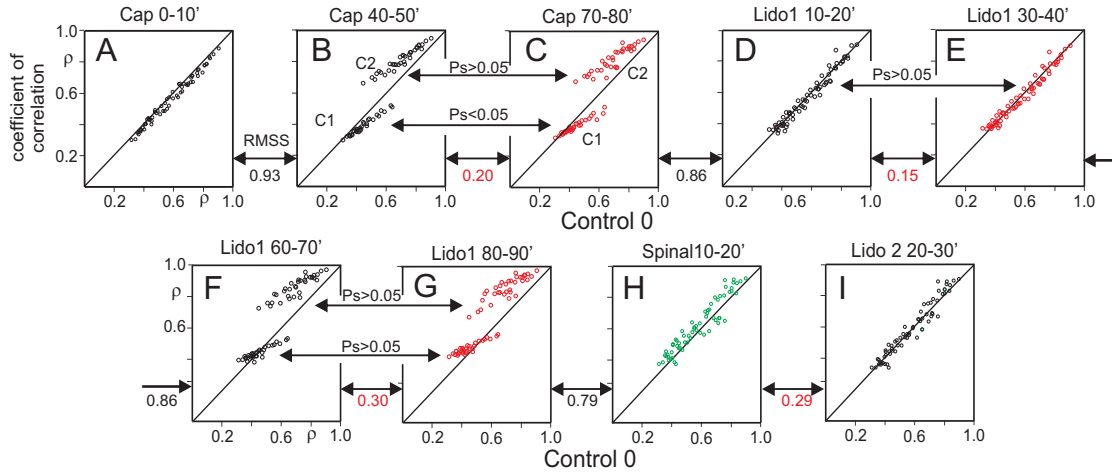 Cap 0-10’ Cap 40-50’ Cap 70-80’ Lido1 10-20’ Lido1 30-40’
coefficient of
correlation
ρ
1.0
0.6
0.2
A B C D E
C2 Ps>0.05 C2 Ps>0.05
C1 Ps<0.05 C1
RMSS
0.93 0.20 0.86 0.15
0.2 0.6 ρ 1.0 0.2 0.6 1.0 0.2 0.6 1.0 0.2 0.6 1.0 0.2 0.6 1.0
Control 0
Lido1 60-70’ Lido1 80-90’ Spinal10-20’ Lido 2 20-30’
1.0
ρ
0.6
F G H I
Ps>0.05
Ps>0.05
0.86 0.30 0.79 0.29
0.2 0.6 ρ 1.0 0.2 0.6 1.0 0.2 0.6 1.0 0.2 0.6 1.0
Control 0